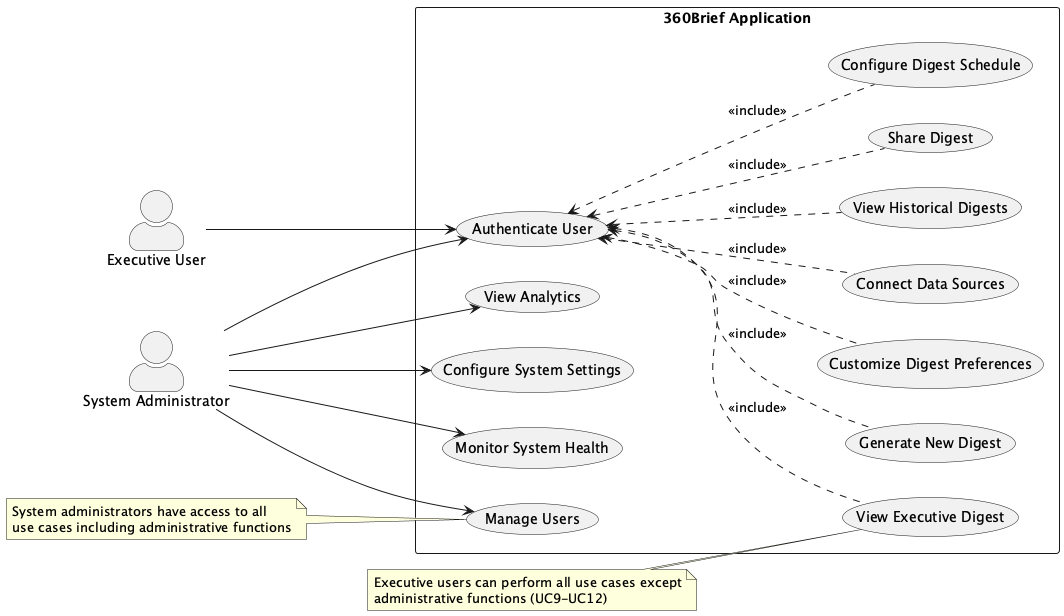 360Brief Application
Configure Digest Schedule
«include»
Share Digest
«include»
View Historical Digests
«include»
Authenticate User
Executive User
«include»
Connect Data Sources
«include»
View Analytics
«include»
Customize Digest Preferences
Configure System Settings
System Administrator
«include»
Generate New Digest
Monitor System Health
System administrators have access to all
use cases including administrative functions
Manage Users
View Executive Digest
Executive users can perform all use cases except
administrative functions (UC9-UC12)